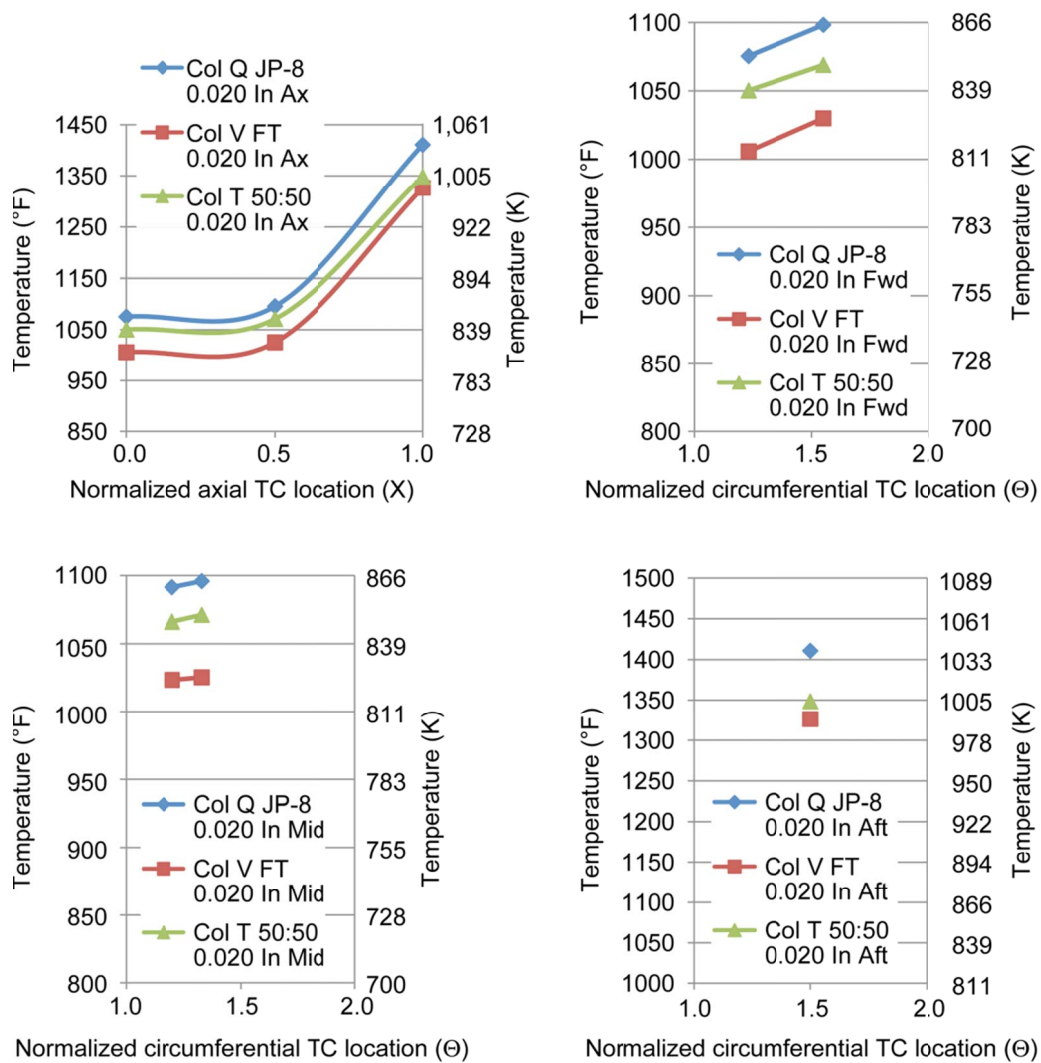 Col Q JP-8
0.020 In Ax
Col V FT
0.020 In Ax
Col T 50:50
0.020 In Ax
1450
1350
1250
1150
1050
950
850
1,061
1,005
922
894
839
783
728
0.0
0.5
1.0
Temperature (°F)
Temperature (K)
Normalized axial TC location (X)
1100
1050
1000
950
900
850
800
866
839
811
783
755
728
700
1.0
1.5
2.0
Temperature (°F)
Temperature (K)
Col Q JP-8
0.020 In Fwd
Col V FT
0.020 In Fwd
Col T 50:50
0.020 In Fwd
Normalized circumferential TC location (Θ)
1100
1050
1000
950
900
850
800
866
839
811
783
755
728
700
1.0
1.5
2.0
Temperature (°F)
Temperature (K)
Col Q JP-8
0.020 In Mid
Col V FT
0.020 In Mid
Col T 50:50
0.020 In Mid
Normalized circumferential TC location (Θ)
1500
1450
1400
1350
1300
1250
1200
1150
1100
1050
1000
1089
1061
1033
1005
978
950
922
894
866
839
811
1.0
1.5
2.0
Temperature (°F)
Temperature (K)
Col Q JP-8
0.020 In Aft
Col V FT
0.020 In Aft
Col T 50:50
0.020 In Aft
Normalized circumferential TC location (Θ)